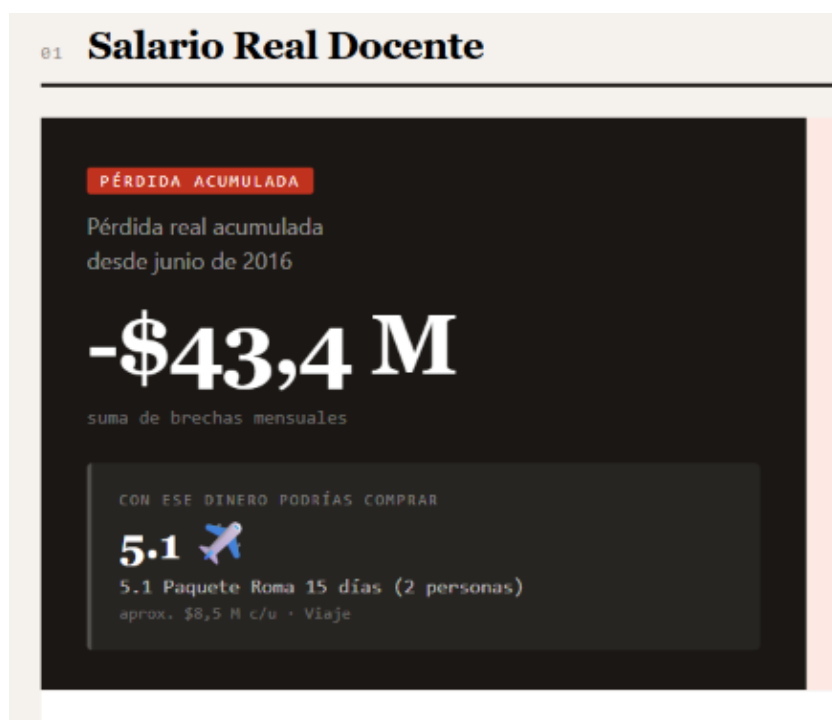 01 Salario Real Docente
PÉRDIDA ACUMULADA
Pérdida real acumulada
desde junio de 2016
-$43,4 M
suma de brechas mensuales
CON ESE DINERO PODRÍAS COMPRAR
5.1
5.1 Paquete Roma 15 días (2 personas)
aprox. $8,5 M c/u · Viaje